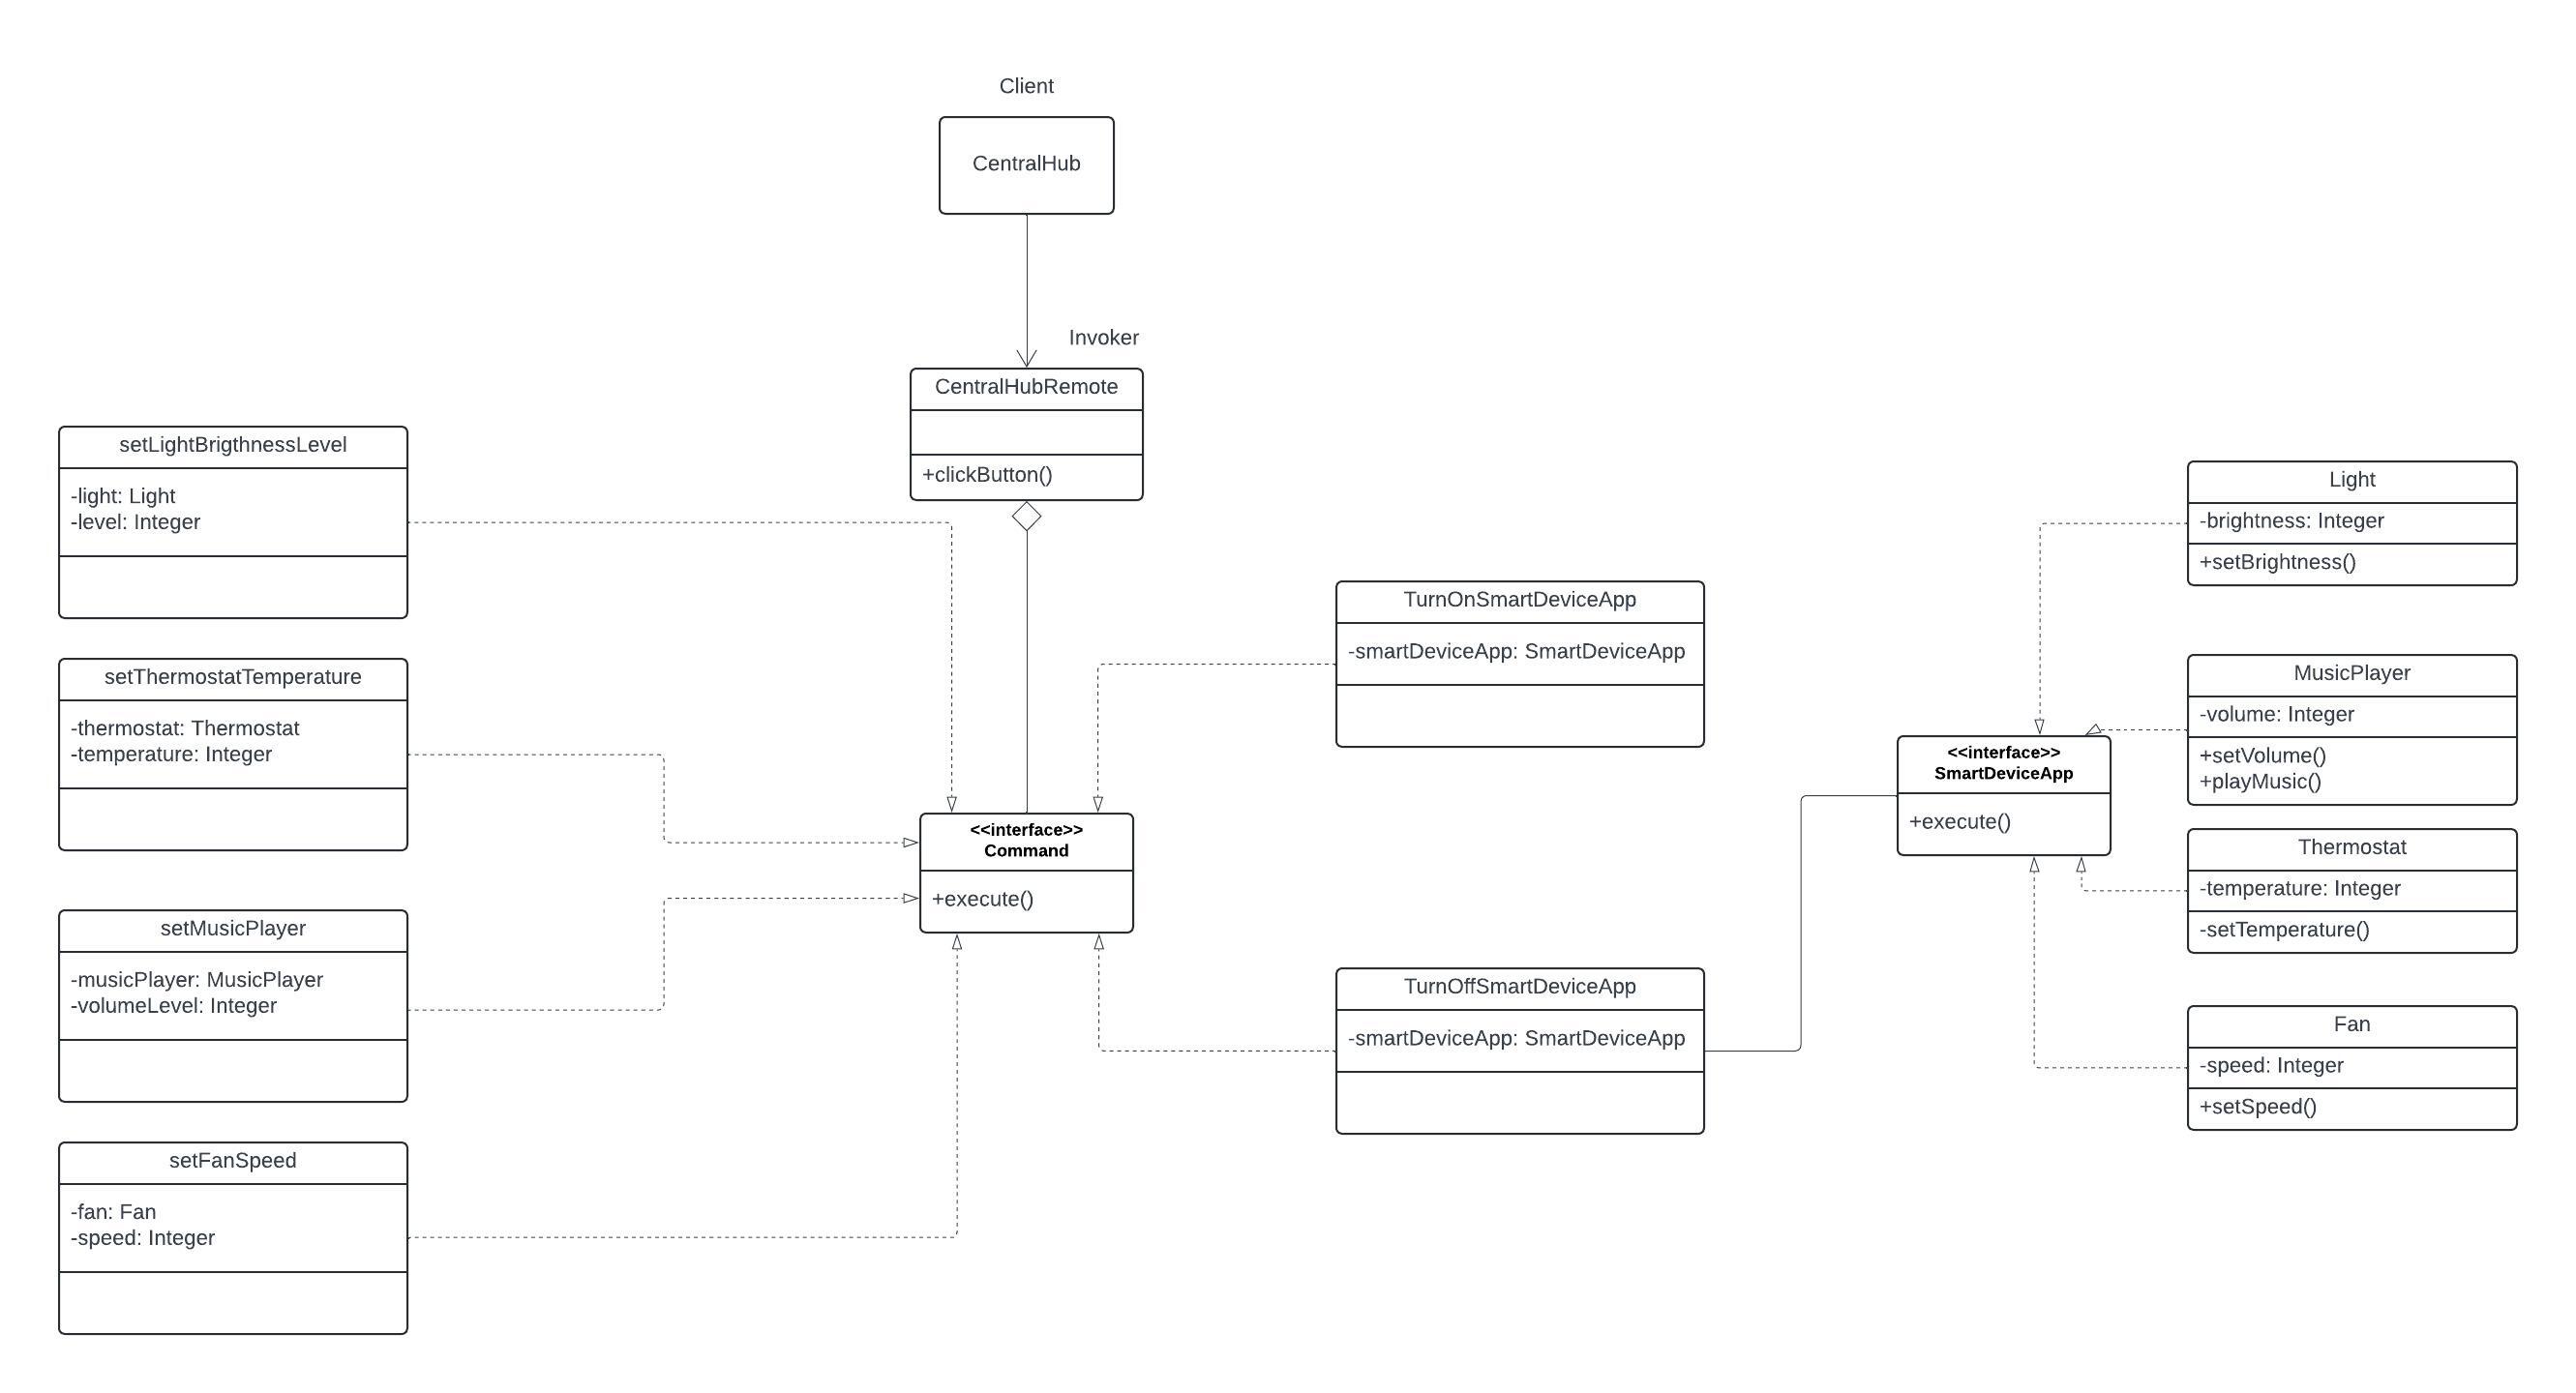 Client
CentralHub
Invoker
CentralHubRemote
+clickButton()
setLightBrigthnessLevel
-light: Light
-level: Integer
setThermostatTemperature
-thermostat: Thermostat
-temperature: Integer
setMusicPlayer
-musicPlayer: MusicPlayer
-volumeLevel: Integer
setFanSpeed
-fan: Fan
-speed: Integer
<<interface>>
Command
+execute()
TurnOnSmartDeviceApp
-smartDeviceApp: SmartDeviceApp
TurnOffSmartDeviceApp
-smartDeviceApp: SmartDeviceApp
<<interface>>
SmartDeviceApp
+execute()
Light
-brightness: Integer
+setBrightness()
MusicPlayer
-volume: Integer
+setVolume()
+playMusic()
Thermostat
-temperature: Integer
-setTemperature()
Fan
-speed: Integer
+setSpeed()